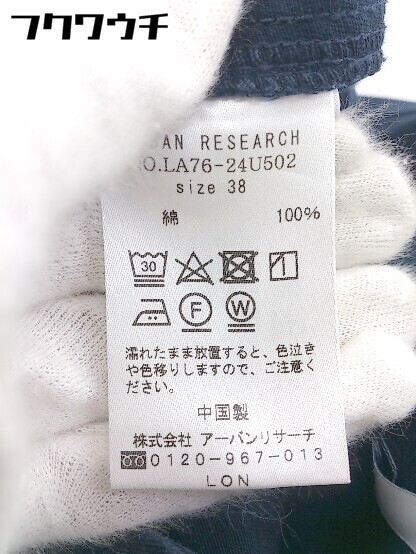 フクワウチ
AN RESEARCH
O.LA76-24U502
size 38
綿 100%
30
F W
濡れたまま放置すると、色泣き
や色移りしますので、ご注意く
ださい。
中国製
株式会社 アーバンリサーチ
0120-967-013
LON